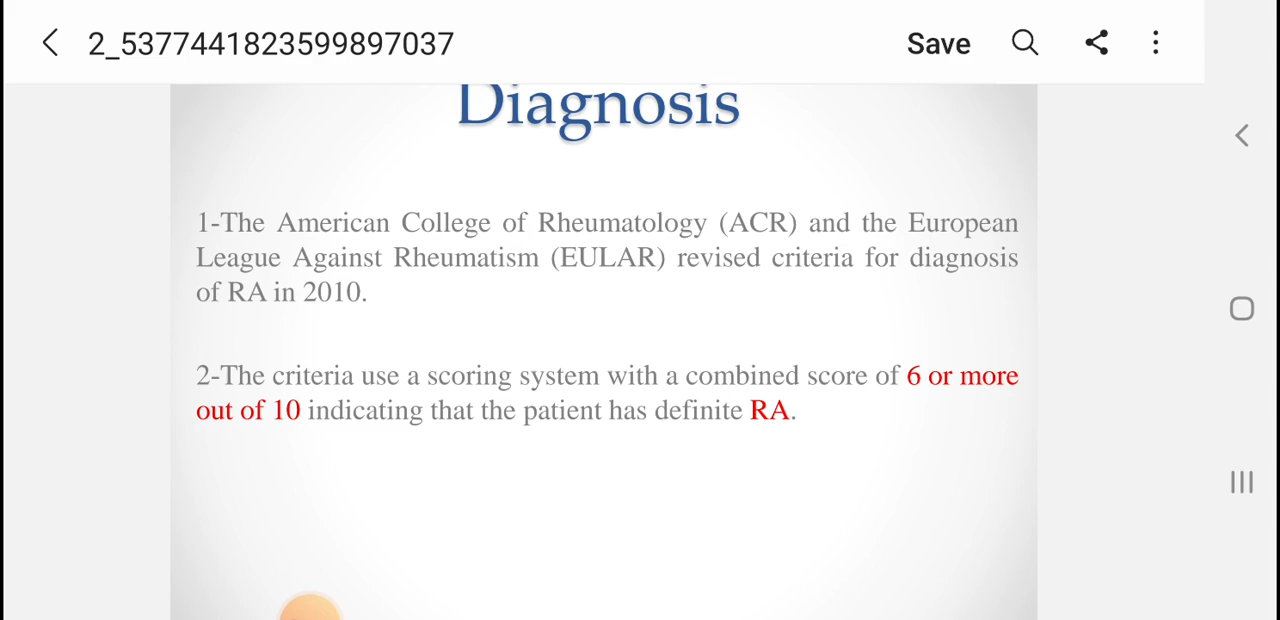 2_5377441823599897037
Save
Diagnosis
1-The American College of Rheumatology (ACR) and the European
League Against Rheumatism (EULAR) revised criteria for diagnosis
of RA in 2010.
2-The criteria use a scoring system with a combined score of 6 or more
out of 10 indicating that the patient has definite RA.